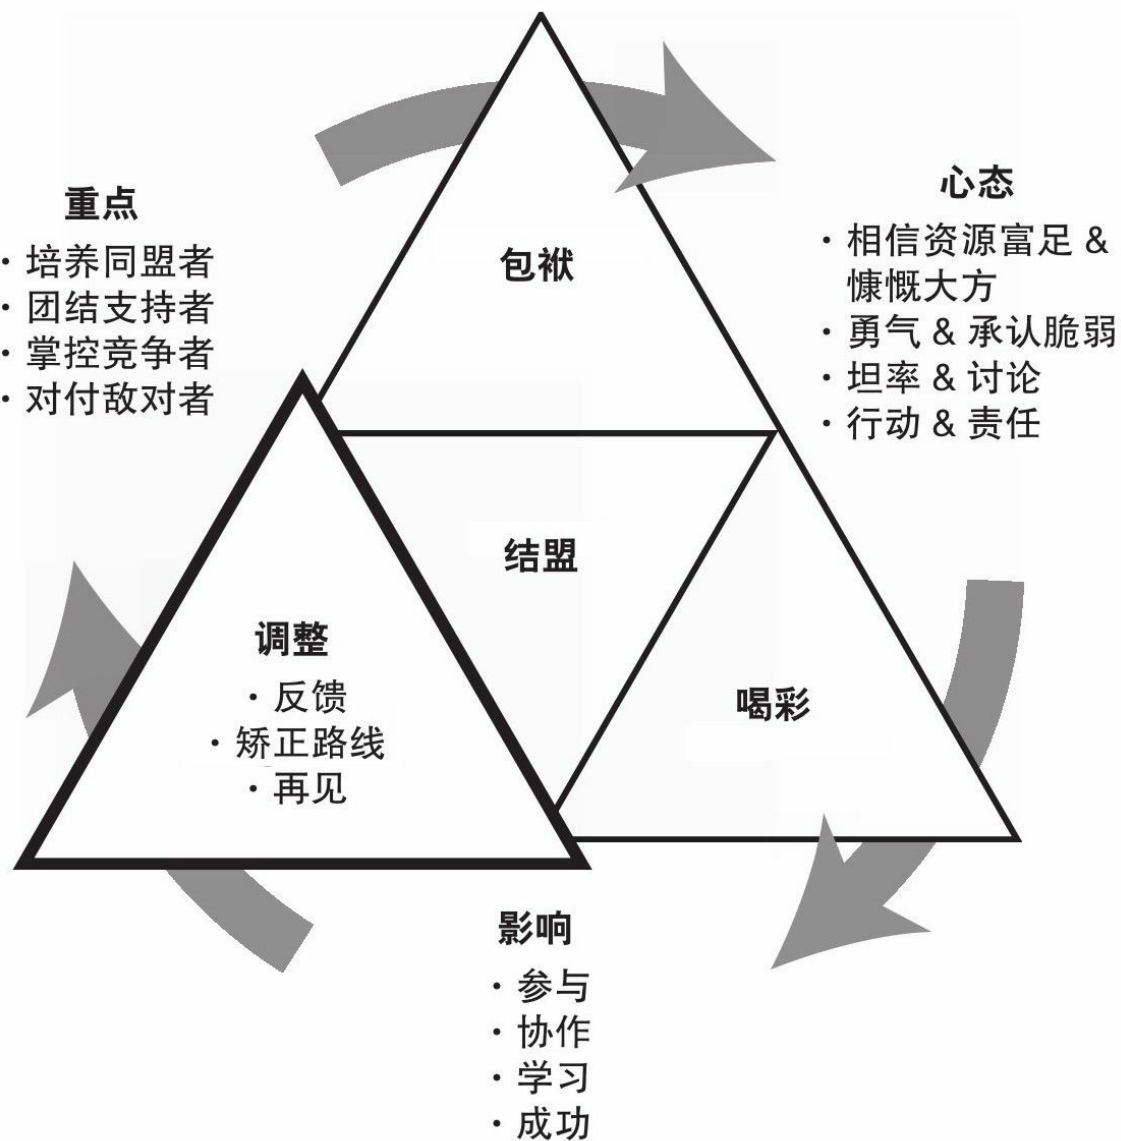 重点
· 培养同盟者
· 团结支持者
· 掌控竞争者
· 对付敌对者
心态
· 相信资源富足 &
慷慨大方
· 勇气 & 承认脆弱
· 坦率 & 讨论
· 行动 & 责任
包袱
结盟
调整
· 反馈
· 矫正路线
· 再见
喝彩
影响
· 参与
· 协作
· 学习
· 成功